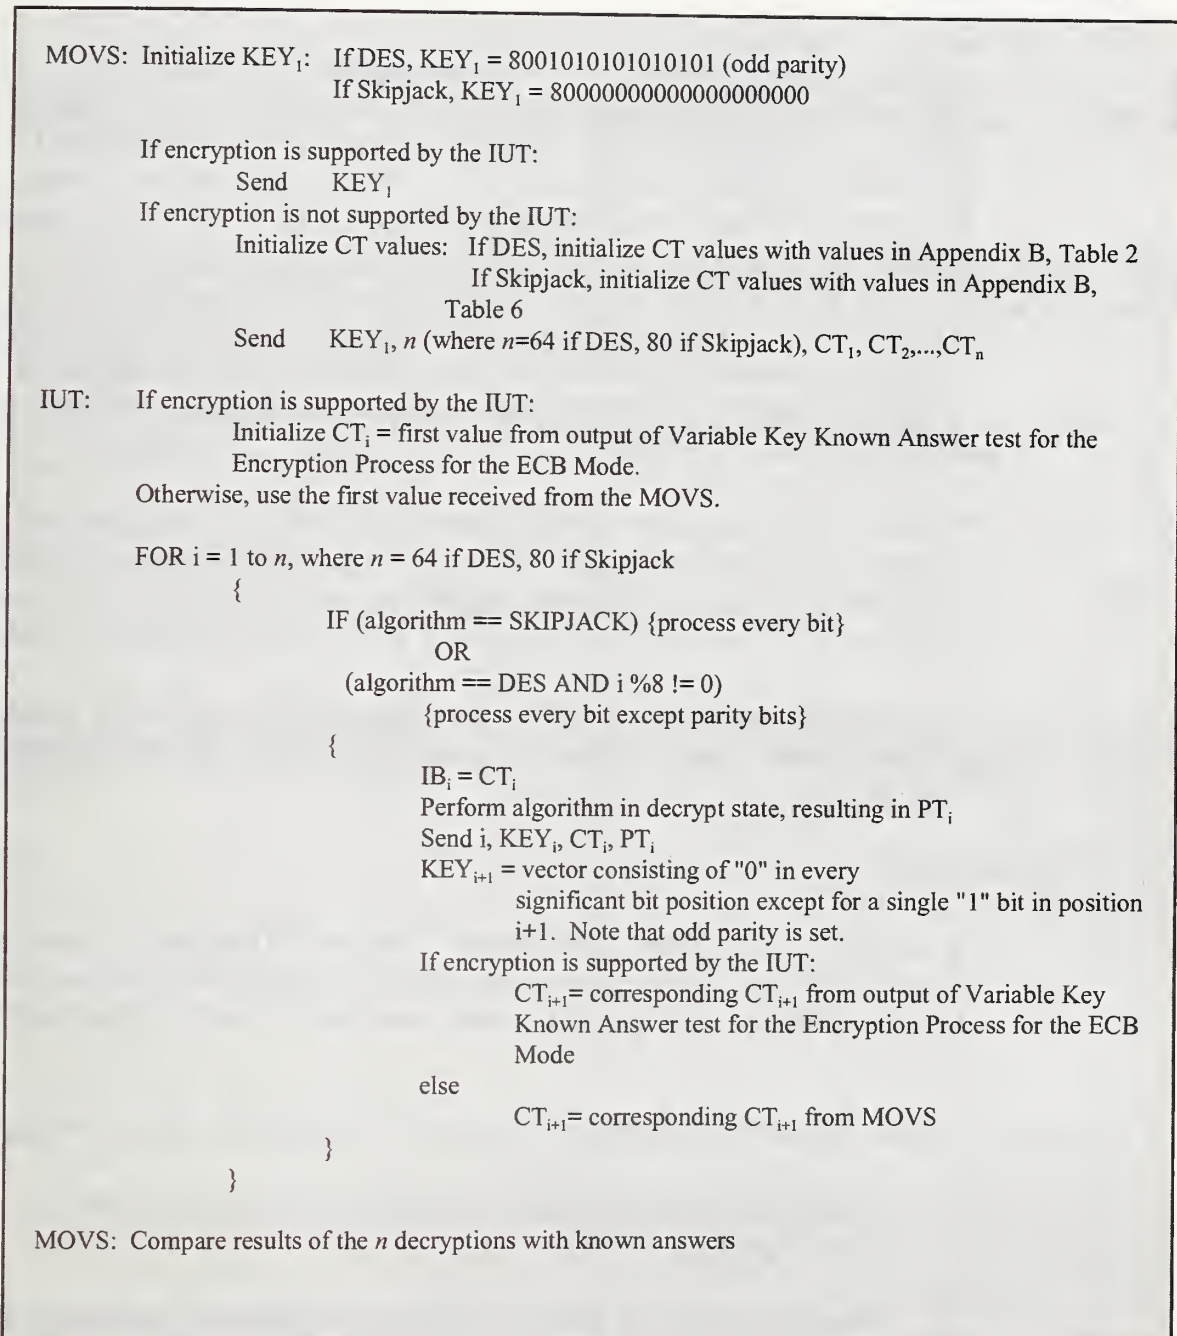 MOVS: Initialize KEY₁: If DES, KEY₁ = 8001010101010101 (odd parity)
If Skipjack, KEY₁ = 80000000000000000000
If encryption is supported by the IUT:
Send KEY₁
If encryption is not supported by the IUT:
Initialize CT values: If DES, initialize CT values with values in Appendix B, Table 2
If Skipjack, initialize CT values with values in Appendix B,
Table 6
Send KEY₁, n (where n=64 if DES, 80 if Skipjack), CT₁, CT₂,...,CTₙ
IUT: If encryption is supported by the IUT:
Initialize CTᵢ = first value from output of Variable Key Known Answer test for the
Encryption Process for the ECB Mode.
Otherwise, use the first value received from the MOVS.
FOR i = 1 to n, where n = 64 if DES, 80 if Skipjack
{
IF (algorithm == SKIPJACK) {process every bit}
OR
(algorithm == DES AND i %8 != 0)
{process every bit except parity bits}
{
IBᵢ = CTᵢ
Perform algorithm in decrypt state, resulting in PTᵢ
Send i, KEYᵢ, CTᵢ, PTᵢ
KEYᵢ₊₁ = vector consisting of "0" in every
significant bit position except for a single "1" bit in position
i+1. Note that odd parity is set.
If encryption is supported by the IUT:
CTᵢ₊₁= corresponding CTᵢ₊₁ from output of Variable Key
Known Answer test for the Encryption Process for the ECB
Mode
else
CTᵢ₊₁= corresponding CTᵢ₊₁ from MOVS
}
}
MOVS: Compare results of the n decryptions with known answers